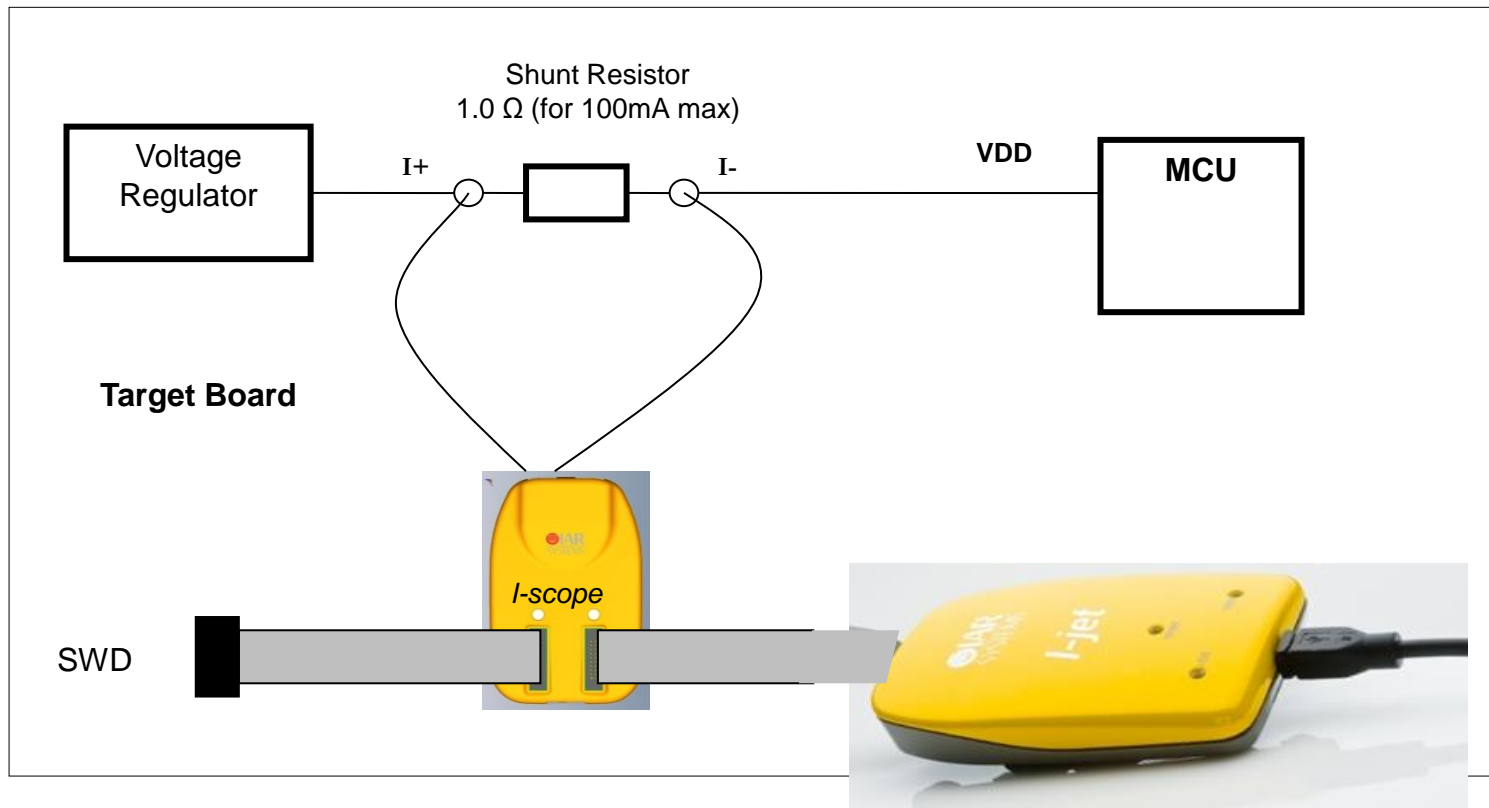 Shunt Resistor
1.0 Ω (for 100mA max)
Voltage
Regulator
I+
I-
VDD
MCU
Target Board
IAR
SYSTEMS
I-scope
SWD
IAR
SYSTEMS
I-jet